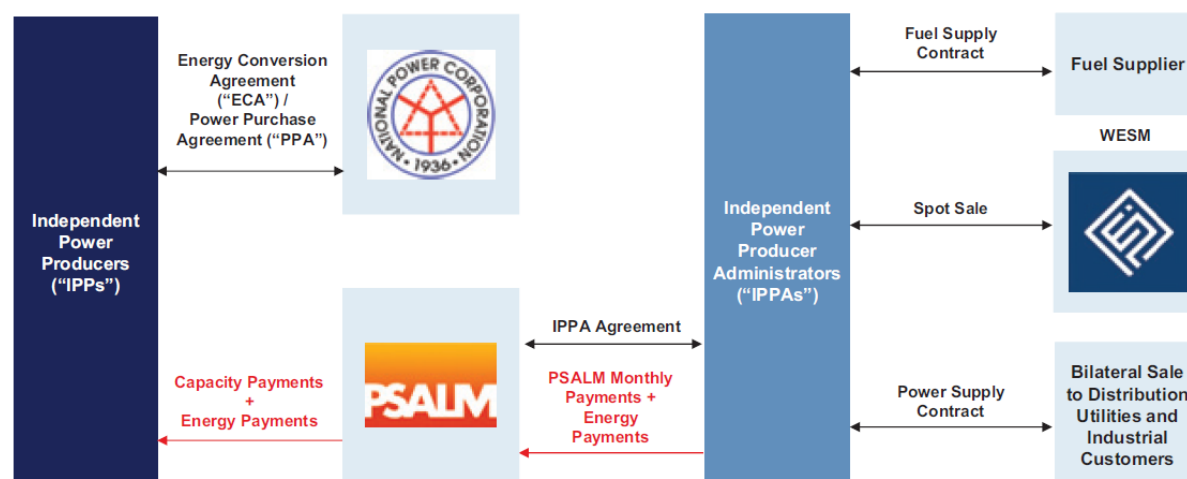 Independent
Power
Producers
(“IPPs”)
Energy Conversion
Agreement
(“ECA”) /
Power Purchase
Agreement (“PPA”)
NATIONAL POWER CORPORATION
· 1936 ·
Capacity Payments
+
Energy Payments
PSALM
IPPA Agreement
PSALM Monthly
Payments +
Energy
Payments
Independent
Power
Producer
Administrators
(“IPPAs”)
Fuel Supply
Contract
Fuel Supplier
WESM
Spot Sale
Power Supply
Contract
Bilateral Sale
to Distribution
Utilities and
Industrial
Customers